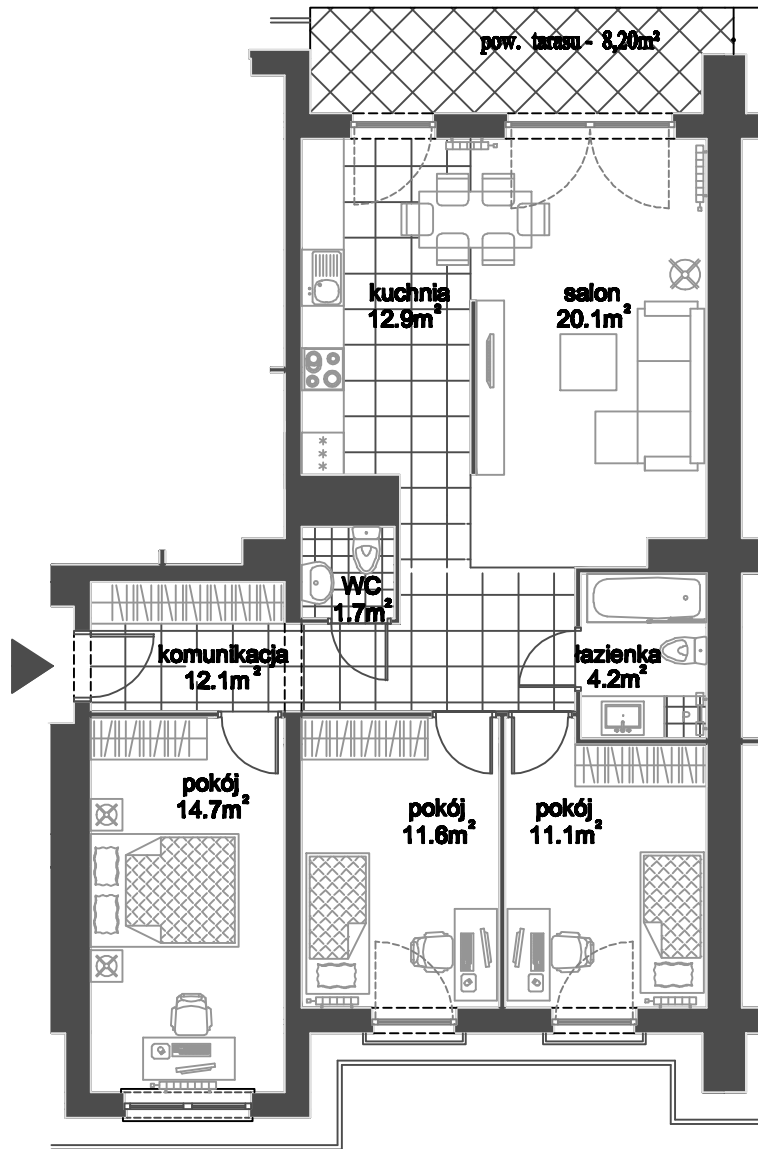 pow. tarasu - 8,20m²
kuchnia
12.9m²
salon
20.1m²
WC
1.7m²
komunikacja
12.1m²
łazienka
4.2m²
pokój
14.7m²
pokój
11.6m²
pokój
11.1m²